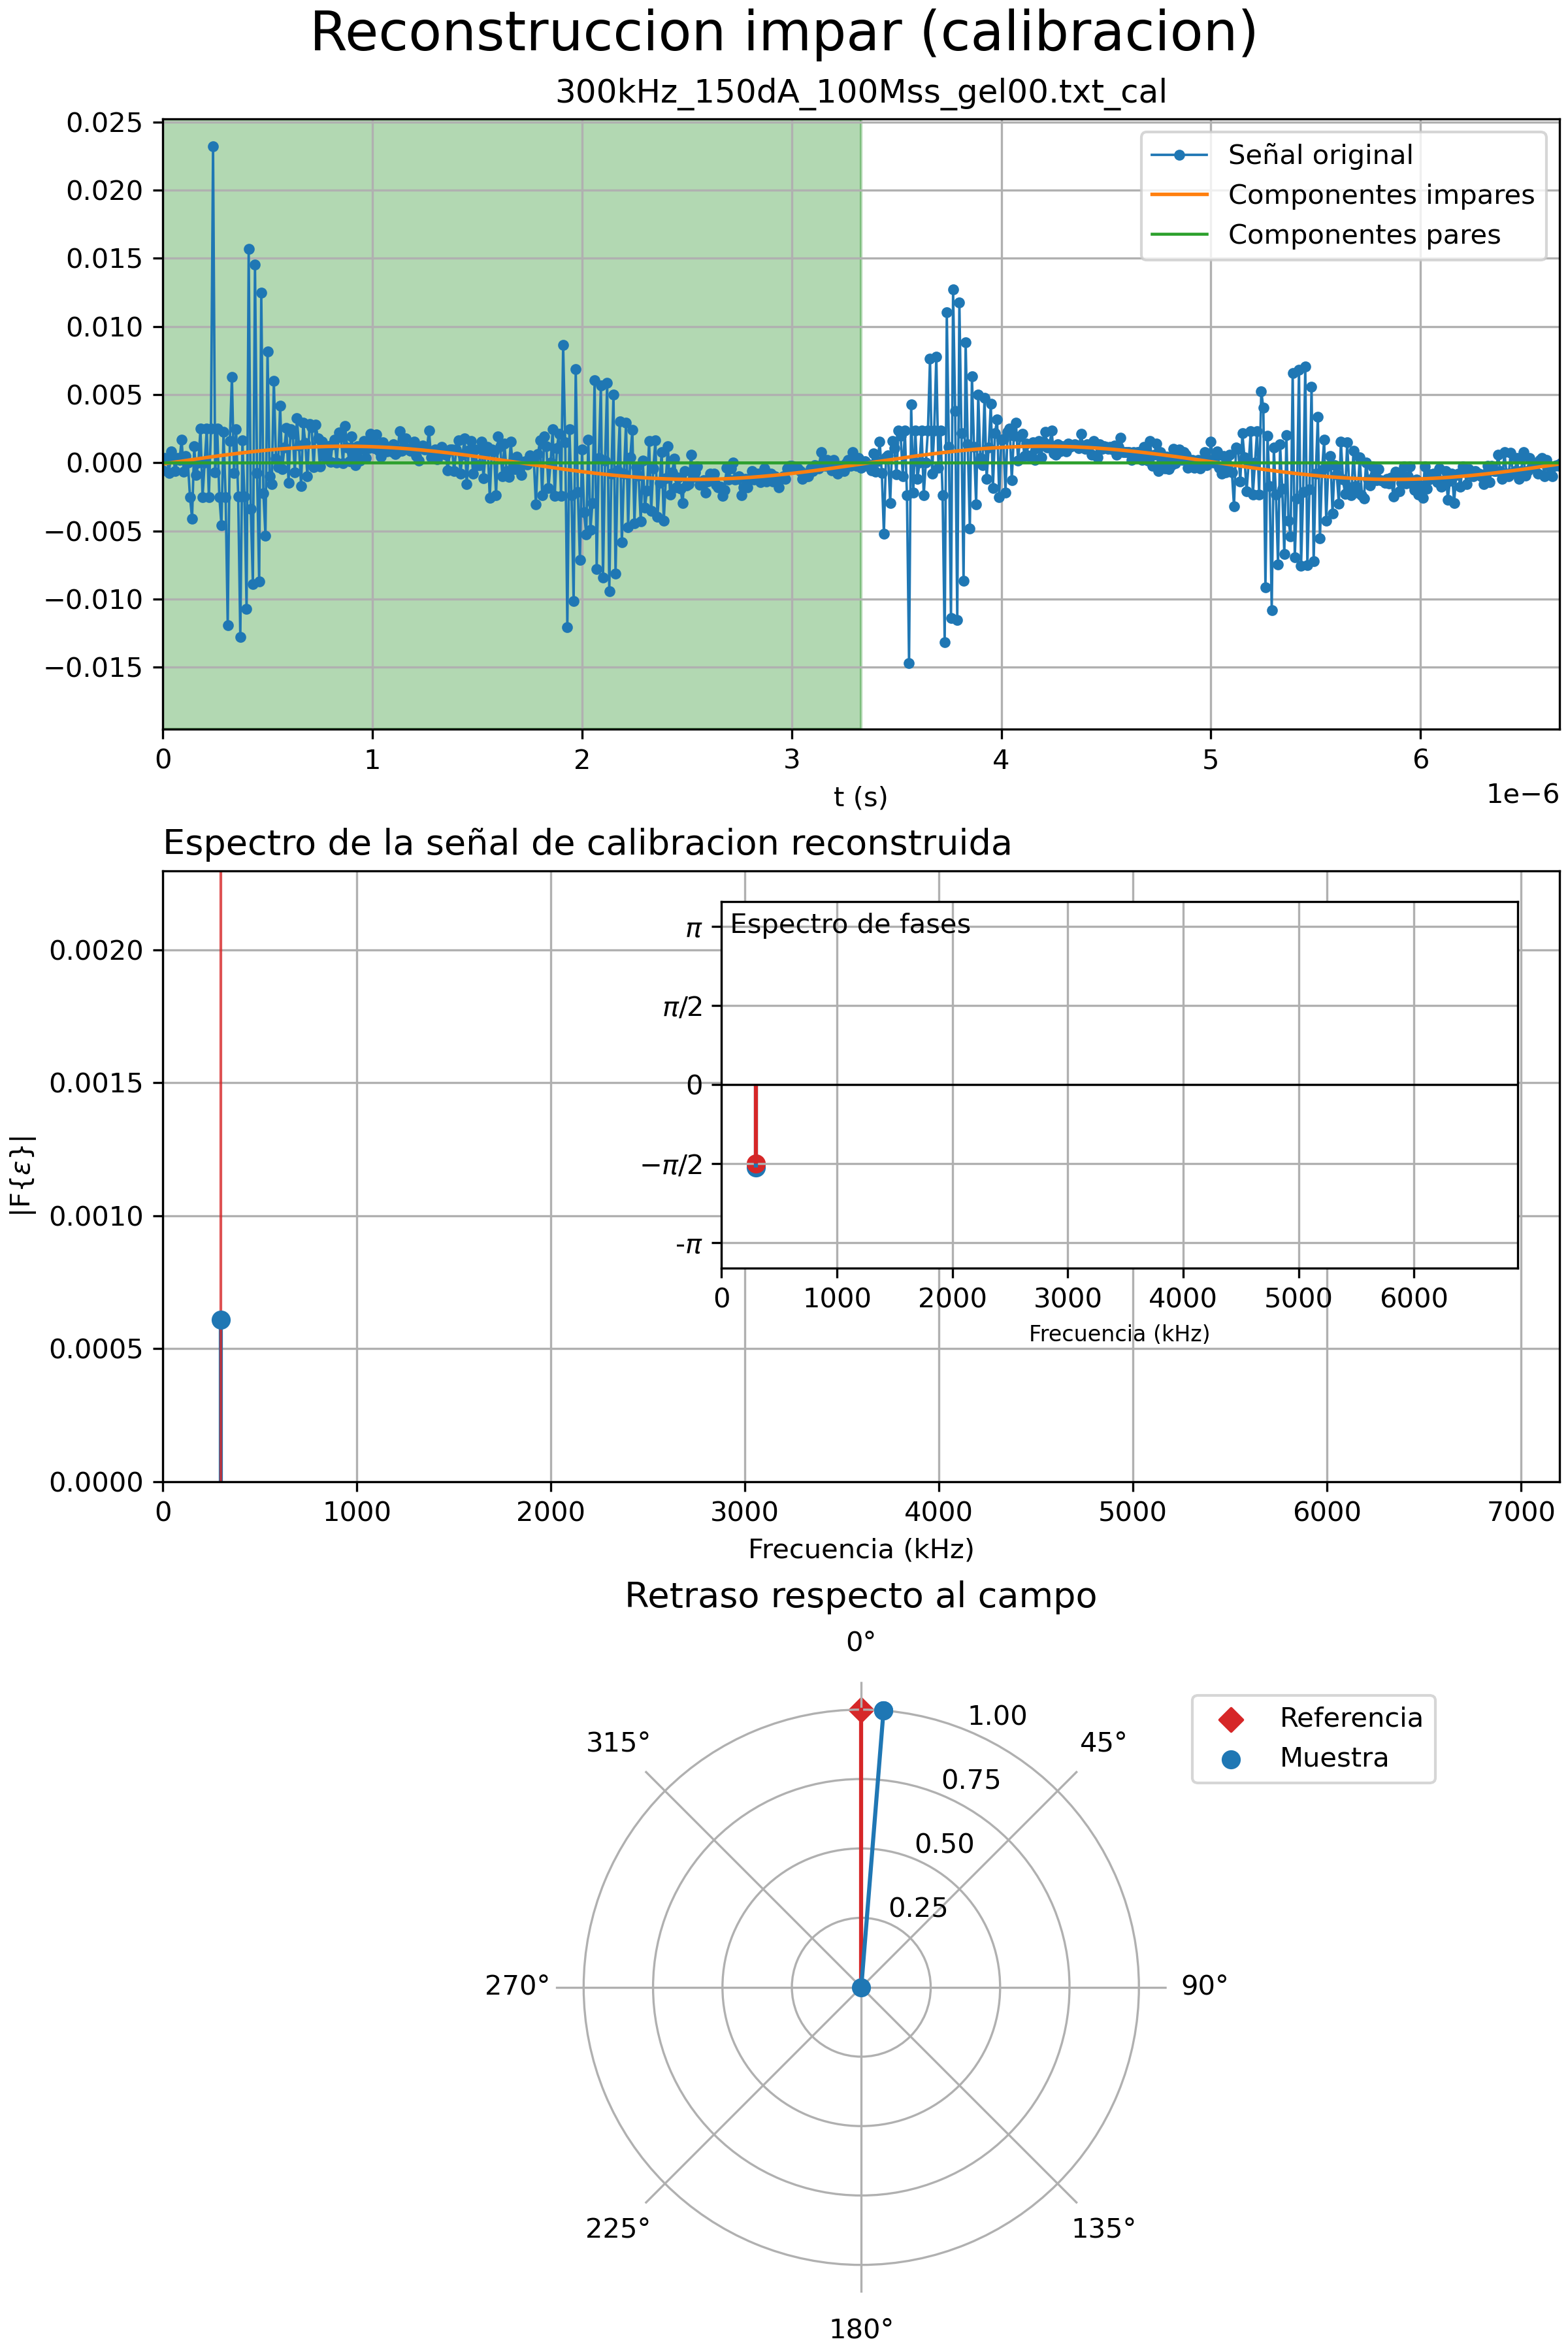 Reconstruccion impar (calibracion)
300kHz_150dA_100Mss_gel00.txt_cal
0.025
0.020
0.015
0.010
0.005
0.000
−0.005
−0.010
−0.015
Señal original
Componentes impares
Componentes pares
0 1 2 3 4 5 6
t (s)
1e−6
Espectro de la señal de calibracion reconstruida
|F{ε}|
0.0020
0.0015
0.0010
0.0005
0.0000
Espectro de fases
π
π/2
0
−π/2
-π
0 1000 2000 3000 4000 5000 6000
Frecuencia (kHz)
0 1000 2000 3000 4000 5000 6000 7000
Frecuencia (kHz)
Retraso respecto al campo
0°
45°
90°
135°
180°
225°
270°
315°
1.00
0.75
0.50
0.25
Referencia
Muestra